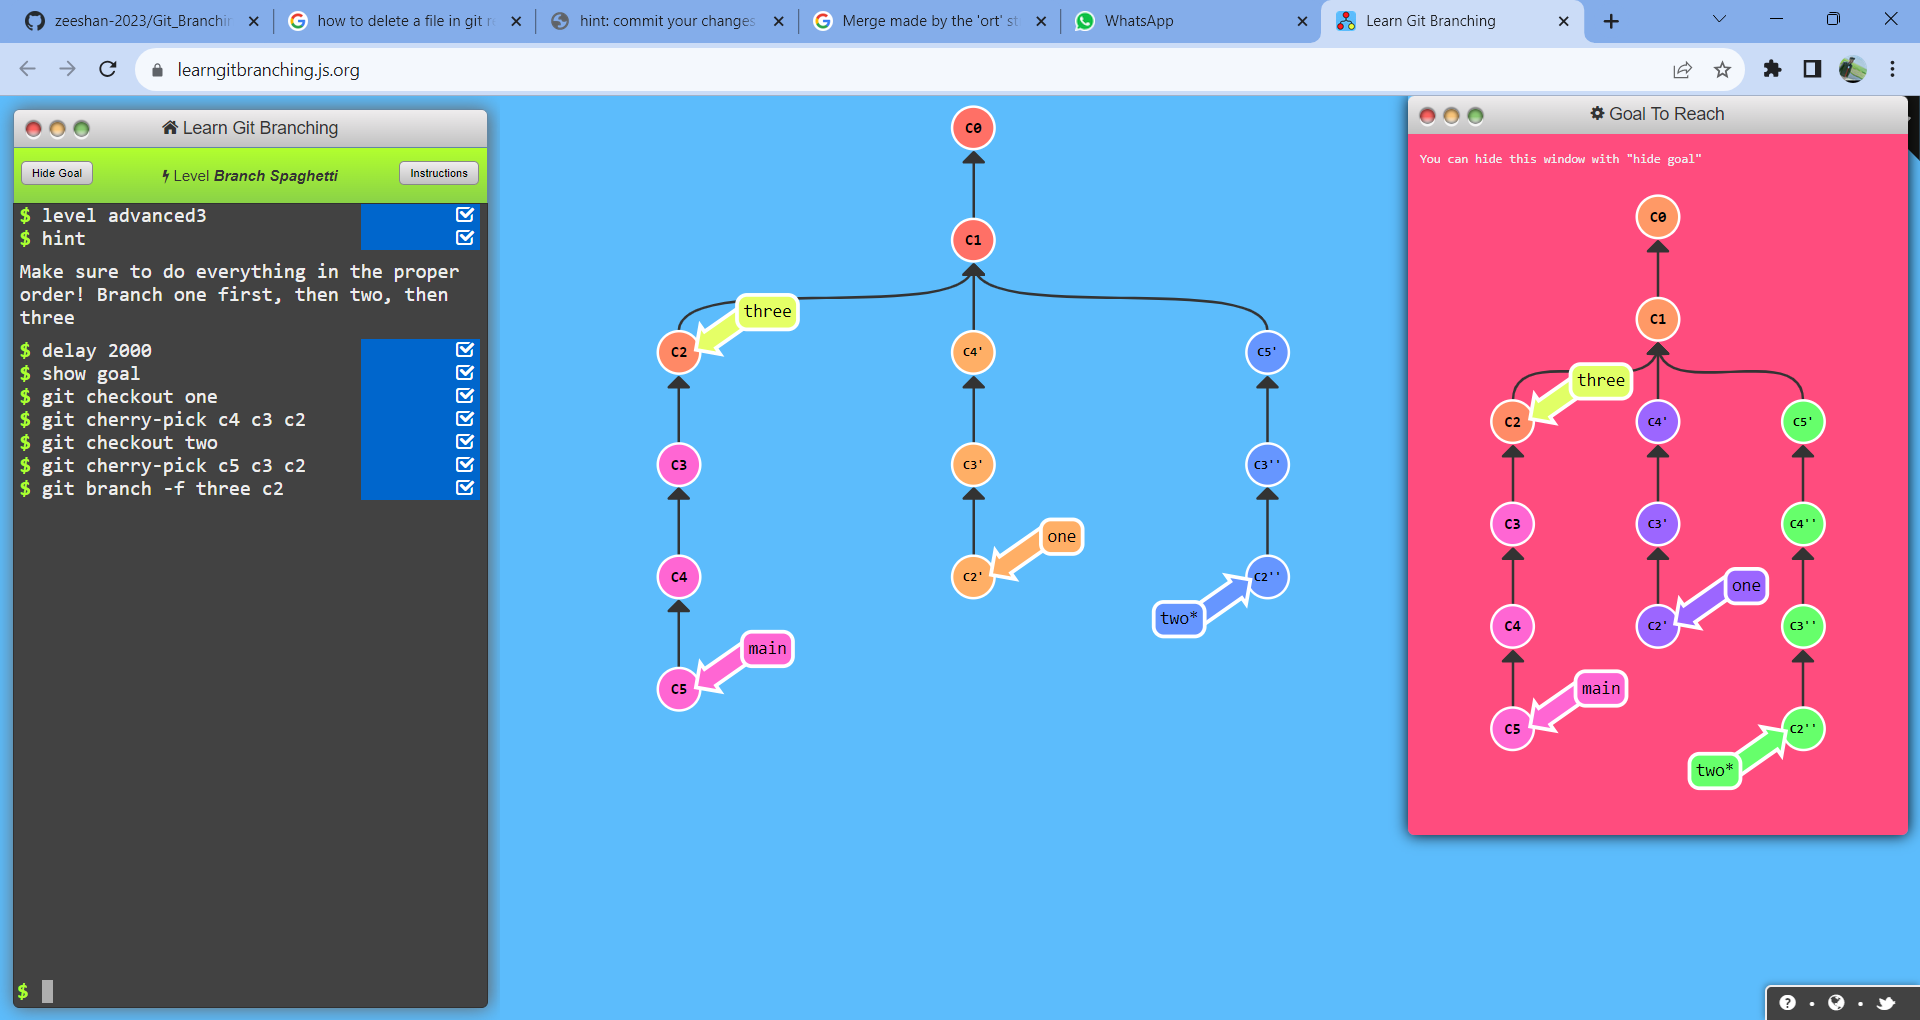 zeeshan-2023/Git_Branchin
how to delete a file in git re
hint: commit your changes
Merge made by the 'ort' st
WhatsApp
Learn Git Branching
learngitbranching.js.org
Learn Git Branching
Hide Goal
Level Branch Spaghetti
Instructions
$ level advanced3
$ hint
Make sure to do everything in the proper
order! Branch one first, then two, then
three
$ delay 2000
$ show goal
$ git checkout one
$ git cherry-pick c4 c3 c2
$ git checkout two
$ git cherry-pick c5 c3 c2
$ git branch -f three c2
$
C0
C1
three
C2
C4'
C5'
C3
C3'
C3''
one
C4
C2'
C2''
two*
main
C5
Goal To Reach
You can hide this window with "hide goal"
C0
C1
three
C2
C4'
C5'
C3
C3'
C4''
one
C4
C2'
C3''
main
C5
C2''
two*